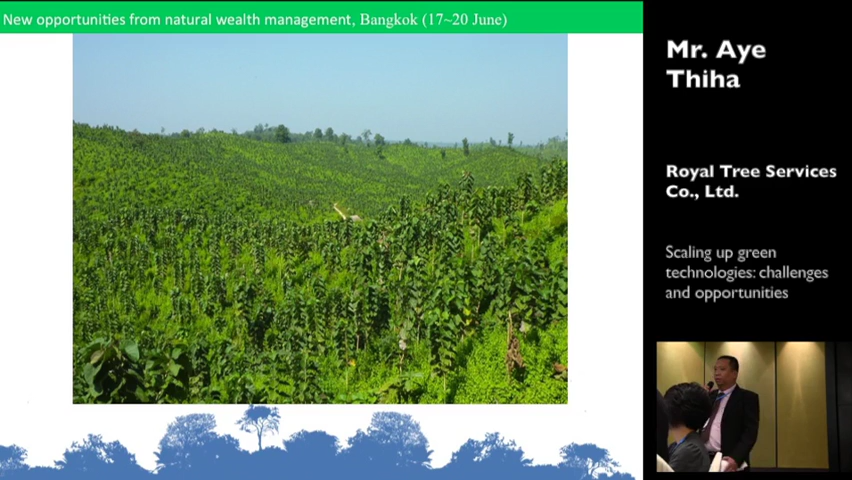 New opportunities from natural wealth management, Bangkok (17~20 June)
Mr. Aye
Thiha
Royal Tree Services
Co., Ltd.
Scaling up green
technologies: challenges
and opportunities